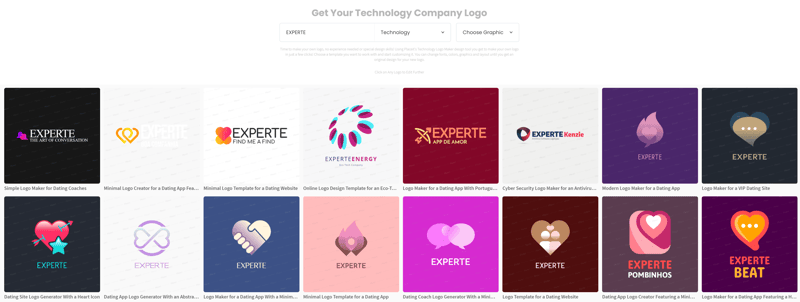 Get Your Technology Company Logo
EXPERTE
Technology
Choose Graphic
EXPERTE
THE ART OF CONVERSATION
EXPERTE
EXPERTE
FIND ME A FIND
EXPERTEENERGY
EXPERTE
APP DE AMOR
EXPERTE Kenzie
EXPERTE
EXPERTE
Simple Logo Maker for Dating Coaches
Minimal Logo Creator for a Dating App Fea...
Minimal Logo Template for a Dating Website
Online Logo Design Template for an Eco-T...
Logo Maker for a Dating App With Portugu...
Cyber Security Logo Maker for an Antiviru...
Modern Logo Maker for a Dating App
Logo Maker for a VIP Dating Site
EXPERTE
EXPERTE
EXPERTE
EXPERTE
EXPERTE
EXPERTE
EXPERTE
POMBINHOS
EXPERTE
BEAT
Dating Site Logo Generator With a Heart Icon
Dating App Logo Generator With an Abstra...
Logo Maker for a Dating App With a Minim...
Minimal Logo Template for a Dating App
Dating Coach Logo Generator With a Mini...
Logo Template for a Dating Website
Dating App Logo Creator Featuring a Mini...
Logo Maker for a Dating App Featuring a H...